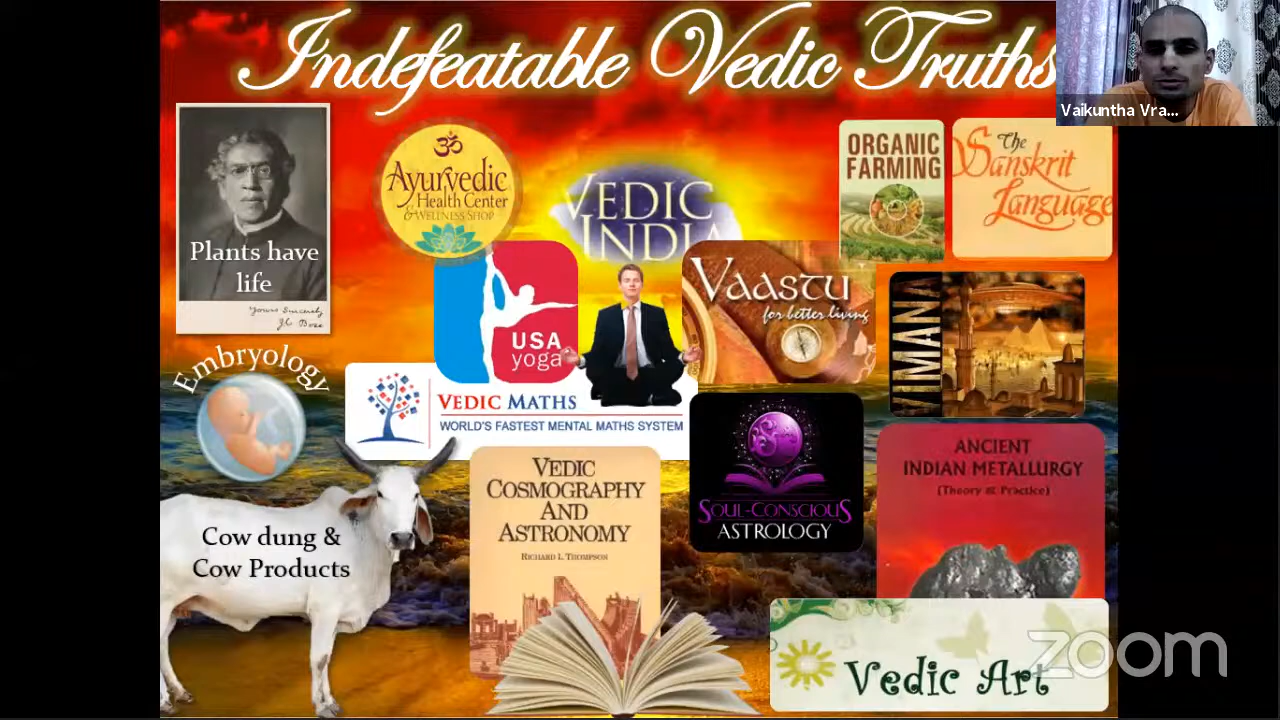 Indefeatable Vedic Truths
Vaikuntha Vra...
Plants have
life
Yours Sincerely
J C Bose
ॐ
Ayurvedic
Health Center
& WELLNESS SHOP
VEDIC
INDIA
ORGANIC
FARMING
The
Sanskrit
Language
USA
yoga
VAASTU
for better living
VIMANA
Embryology
VEDIC MATHS
WORLD'S FASTEST MENTAL MATHS SYSTEM
Cow dung &
Cow Products
VEDIC
COSMOGRAPHY
AND
ASTRONOMY
RICHARD L. THOMPSON
SOUL-CONSCIOUS
ASTROLOGY
ANCIENT
INDIAN METALLURGY
(Theory & Practice)
Vedic Art
zoom